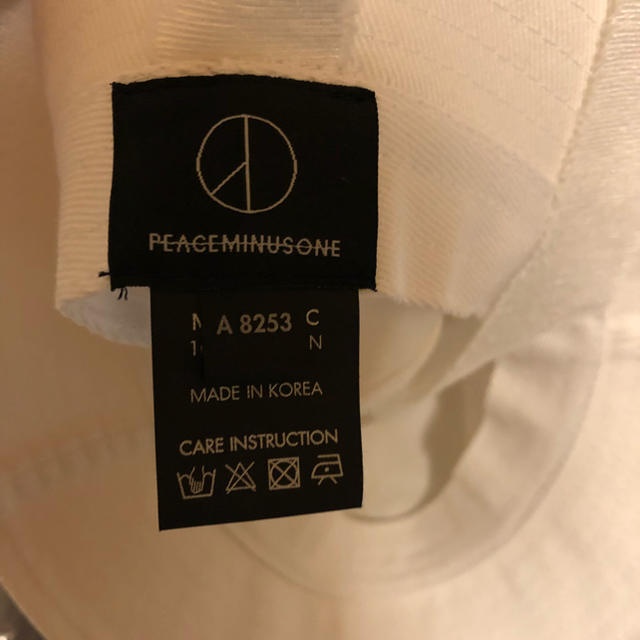 PEACEMINUSONE
A 8253
MADE IN KOREA
CARE INSTRUCTION